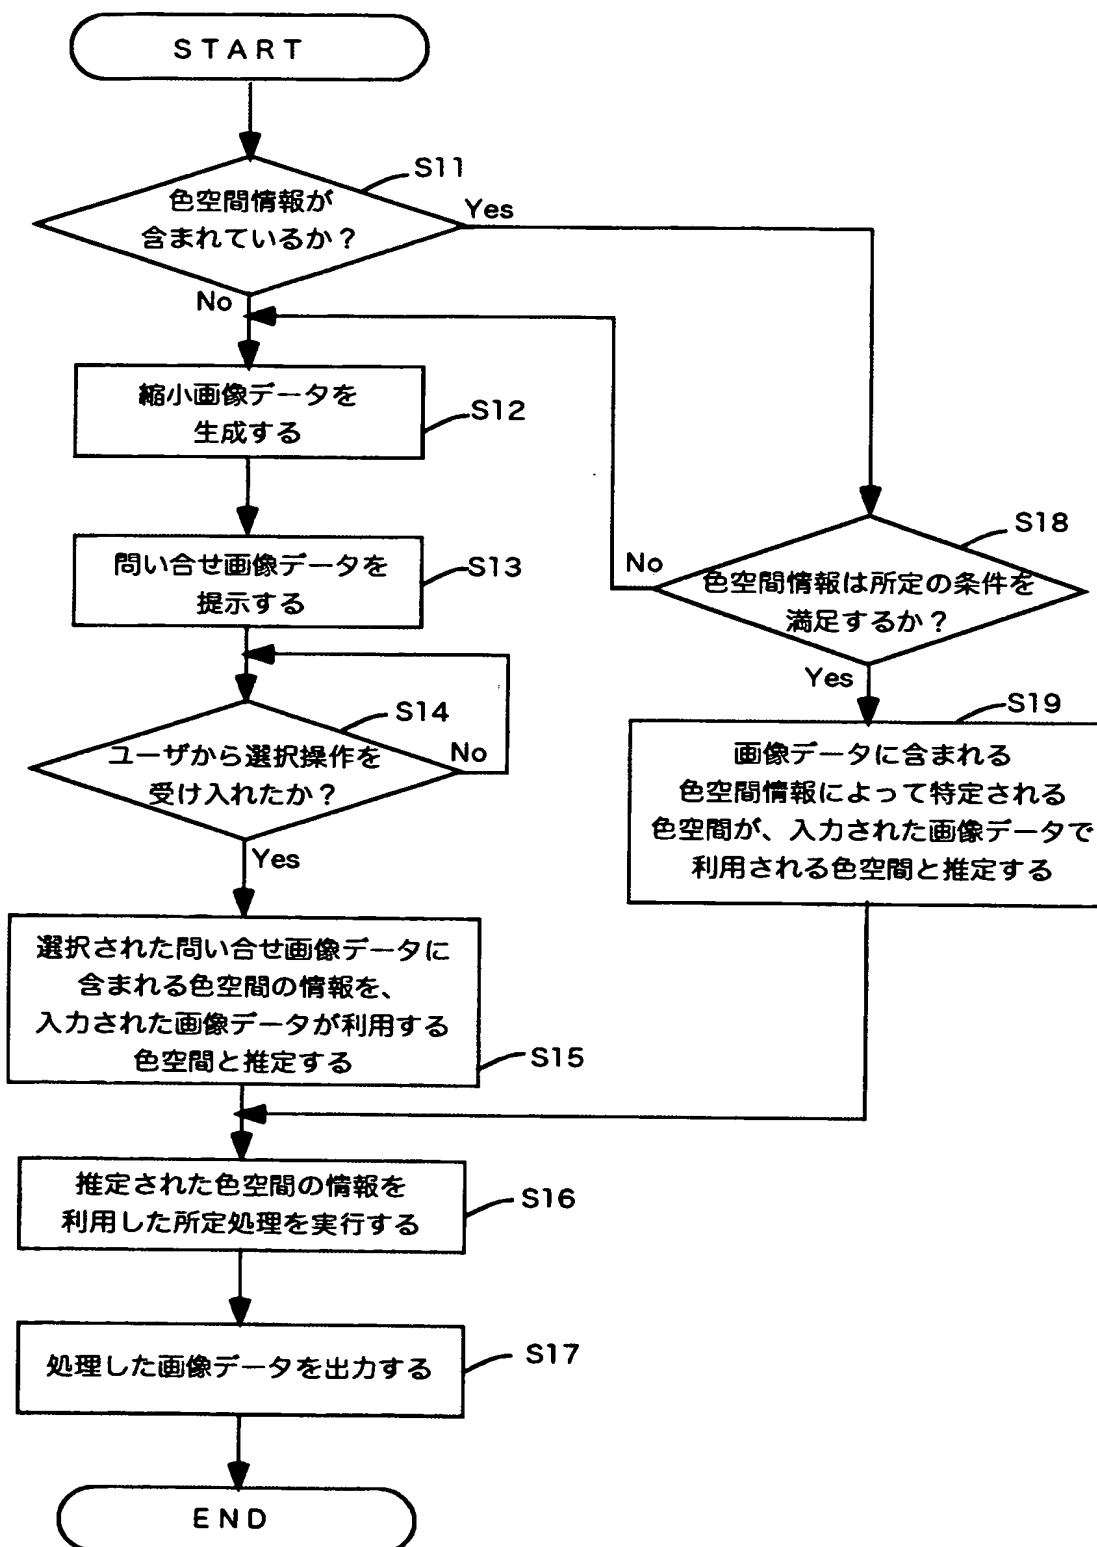 START
S11
色空間情報が
含まれているか？
Yes
No
縮小画像データを
生成する
S12
問い合せ画像データを
提示する
S13
S14
ユーザから選択操作を
受け入れたか？
No
Yes
選択された問い合せ画像データに
含まれる色空間の情報を、
入力された画像データが利用する
色空間と推定する
S15
S18
No
色空間情報は所定の条件を
満足するか？
Yes
S19
画像データに含まれる
色空間情報によって特定される
色空間が、入力された画像データで
利用される色空間と推定する
推定された色空間の情報を
利用した所定処理を実行する
S16
処理した画像データを出力する
S17
END